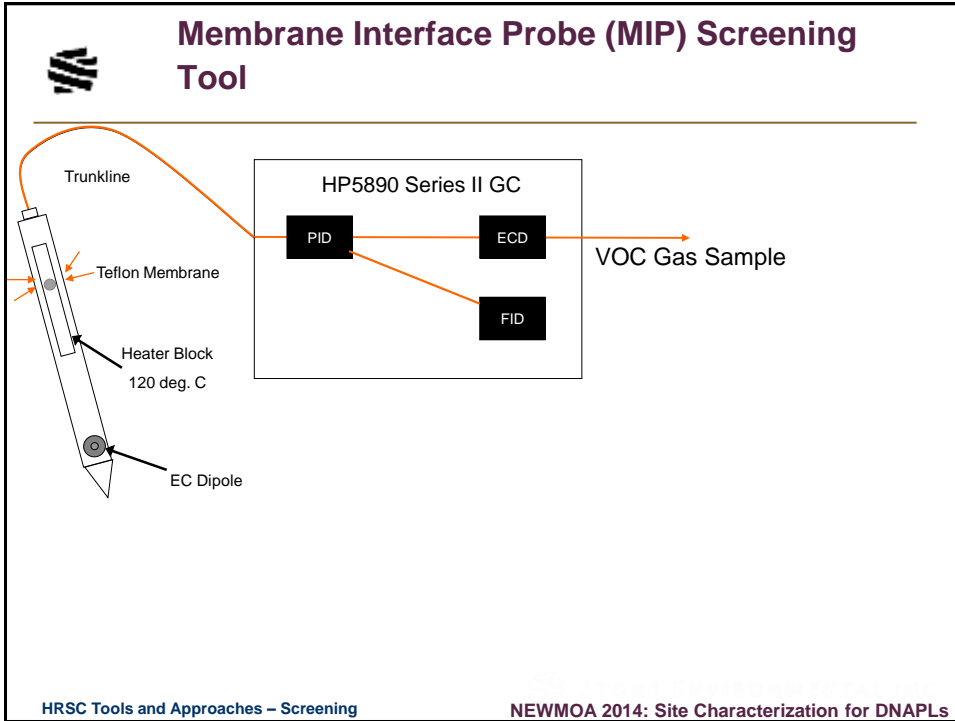 Membrane Interface Probe (MIP) Screening
Tool
Trunkline
HP5890 Series II GC
PID
ECD
VOC Gas Sample
Teflon Membrane
FID
Heater Block
120 deg. C
EC Dipole
HRSC Tools and Approaches – Screening
NEWMOA 2014: Site Characterization for DNAPLs